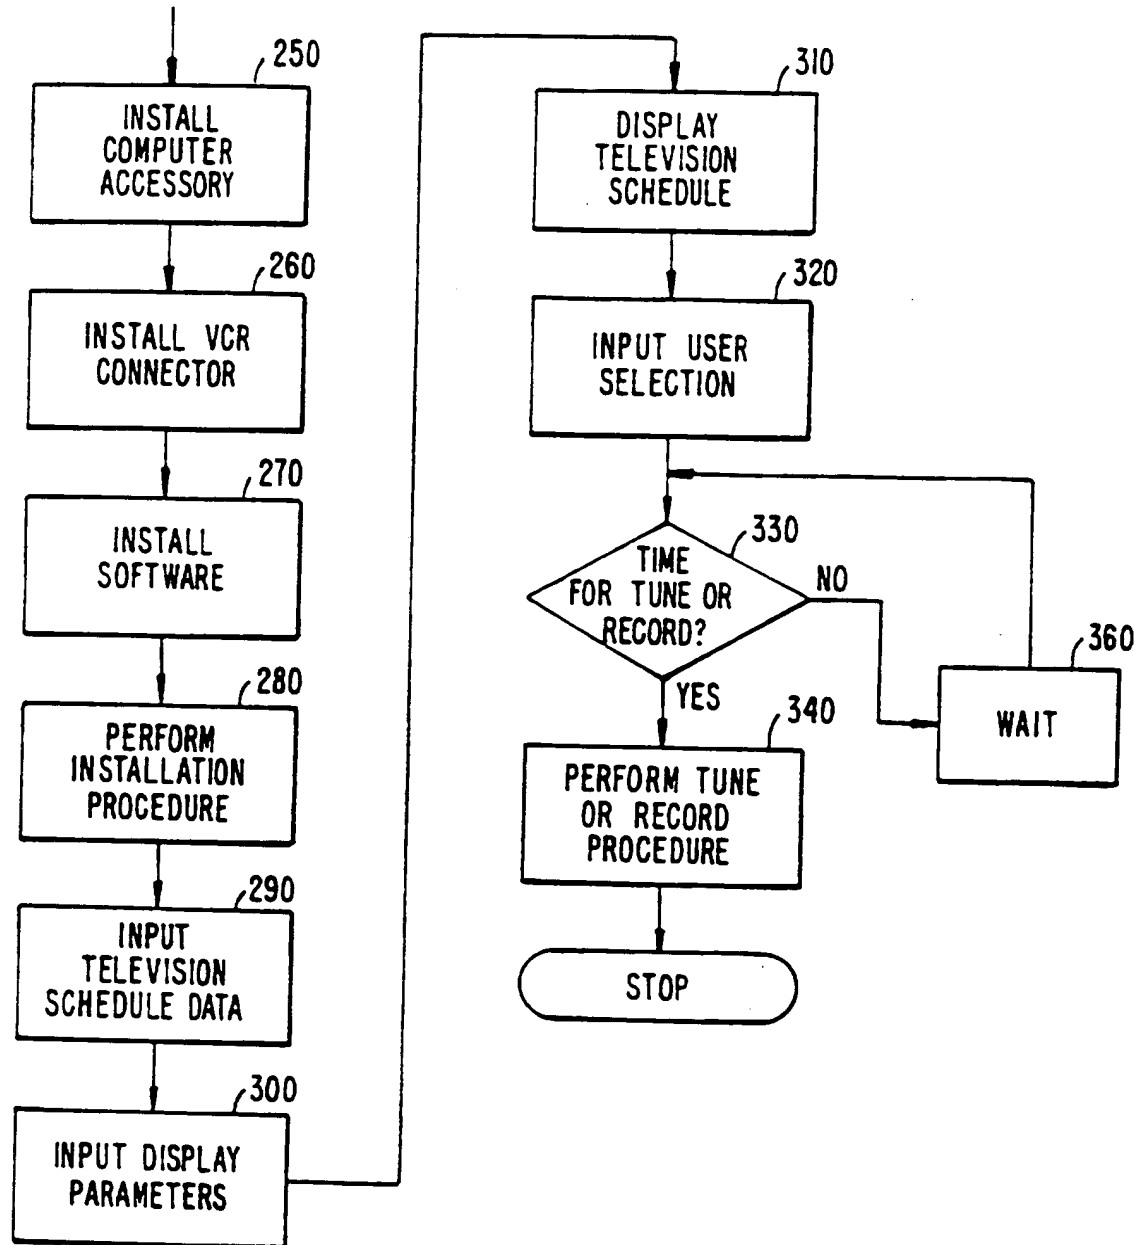 250
INSTALL
COMPUTER
ACCESSORY
260
INSTALL VCR
CONNECTOR
270
INSTALL
SOFTWARE
280
PERFORM
INSTALLATION
PROCEDURE
290
INPUT
TELEVISION
SCHEDULE DATA
300
INPUT DISPLAY
PARAMETERS
310
DISPLAY
TELEVISION
SCHEDULE
320
INPUT USER
SELECTION
330
TIME
FOR TUNE OR
RECORD?
NO
YES
360
WAIT
340
PERFORM TUNE
OR RECORD
PROCEDURE
STOP